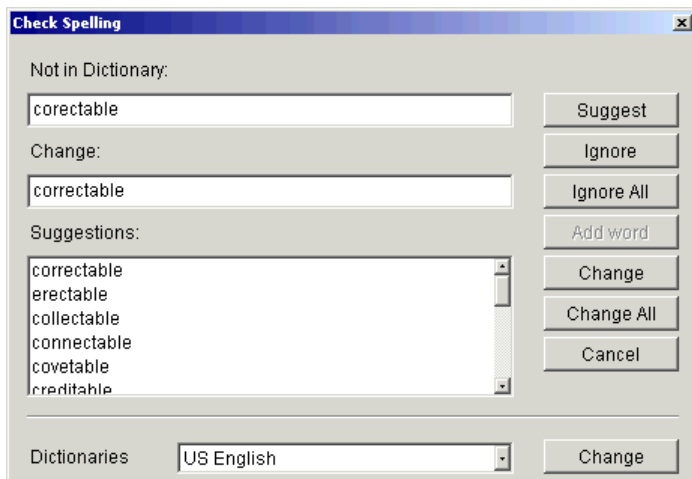 Check Spelling
Not in Dictionary:
corectable
Suggest
Change:
Ignore
correctable
Ignore All
Suggestions:
Add word
correctable
erectable
collectable
connectable
covetable
creditable
Change
Change All
Cancel
Dictionaries
US English
Change